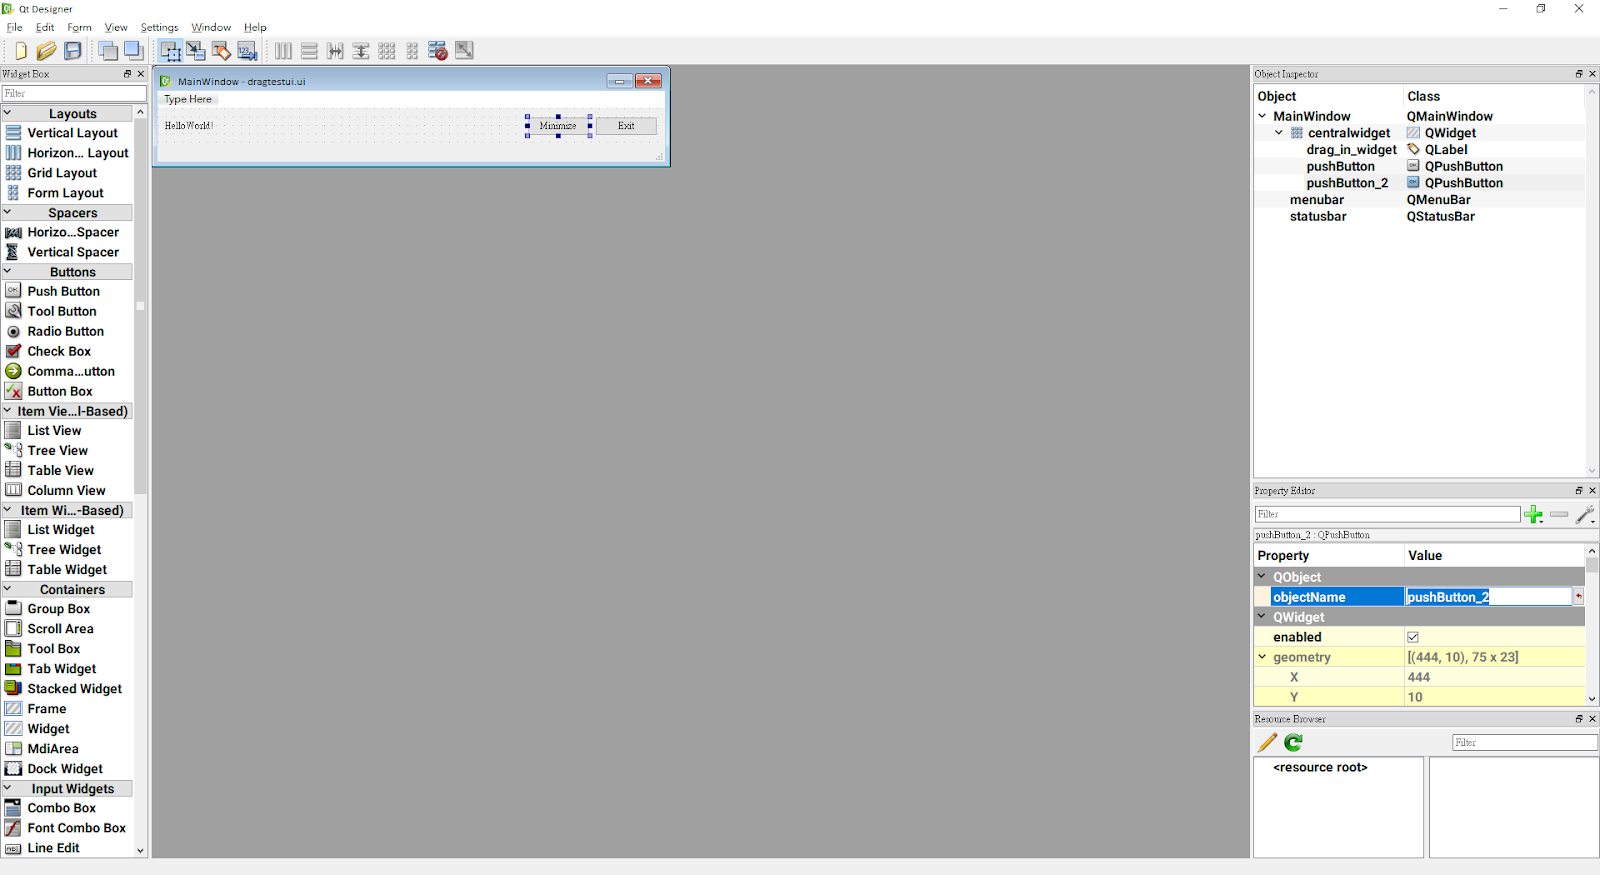 Qt Designer
File Edit Form View Settings Window Help
Widget Box
Filter
Layouts
Vertical Layout
Horizon... Layout
Grid Layout
Form Layout
Spacers
Horizo...Spacer
Vertical Spacer
Buttons
Push Button
Tool Button
Radio Button
Check Box
Comma...utton
Button Box
Item Vie...l-Based)
List View
Tree View
Table View
Column View
Item Wi...-Based)
List Widget
Tree Widget
Table Widget
Containers
Group Box
Scroll Area
Tool Box
Tab Widget
Stacked Widget
Frame
Widget
MdiArea
Dock Widget
Input Widgets
Combo Box
Font Combo Box
Line Edit
MainWindow - dragtestui.ui
Type Here
Hello World!
Minimize
Exit
Object Inspector
Object Class
MainWindow QMainWindow
centralwidget QWidget
drag_in_widget QLabel
pushButton QPushButton
pushButton_2 QPushButton
menubar QMenuBar
statusbar QStatusBar
Property Editor
Filter
pushButton_2 : QPushButton
Property Value
QObject
objectName pushButton_2
QWidget
enabled
geometry [(444, 10), 75 x 23]
X 444
Y 10
Resource Browser
Filter
<resource root>